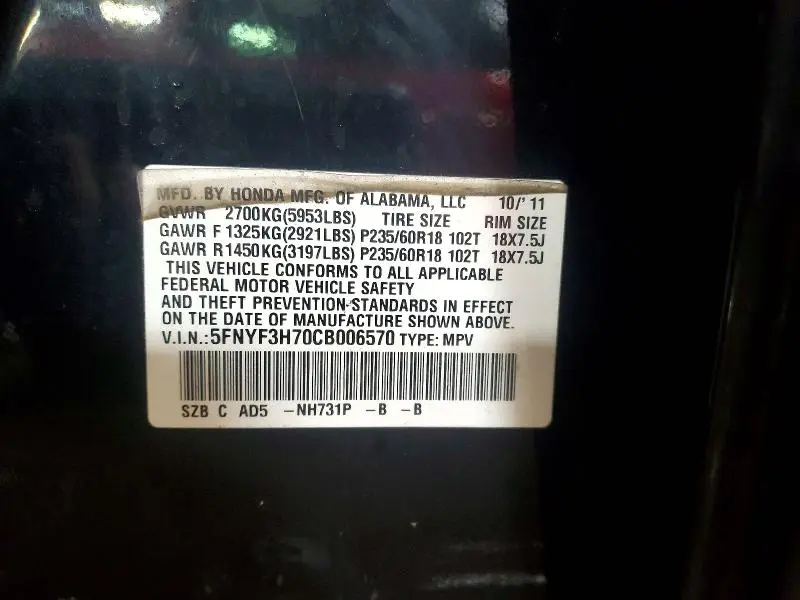 MFD. BY HONDA MFG. OF ALABAMA, LLC 10/'11
GVWR 2700KG(5953LBS) TIRE SIZE RIM SIZE
GAWR F 1325KG(2921LBS) P235/60R18 102T 18X7.5J
GAWR R 1450KG(3197LBS) P235/60R18 102T 18X7.5J
THIS VEHICLE CONFORMS TO ALL APPLICABLE
FEDERAL MOTOR VEHICLE SAFETY
AND THEFT PREVENTION STANDARDS IN EFFECT
ON THE DATE OF MANUFACTURE SHOWN ABOVE.
V.I.N.:5FNYF3H70CB006570 TYPE: MPV
SZB C AD5 -NH731P -B -B